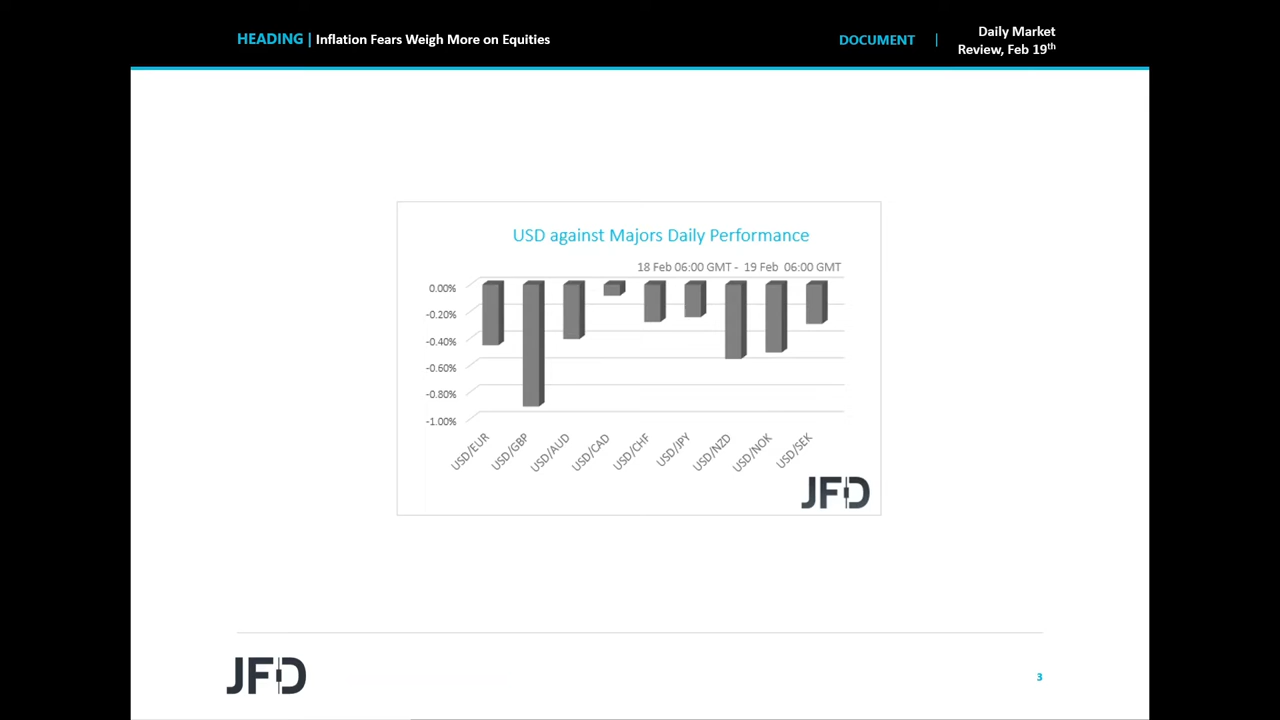 HEADING | Inflation Fears Weigh More on Equities
DOCUMENT |
Daily Market
Review, Feb 19th
USD against Majors Daily Performance
18 Feb 06:00 GMT - 19 Feb 06:00 GMT
0.00%
-0.20%
-0.40%
-0.60%
-0.80%
-1.00%
USD/EUR
USD/GBP
USD/AUD
USD/CAD
USD/CHF
USD/JPY
USD/NZD
USD/NOK
USD/SEK
JFD
JFD
3